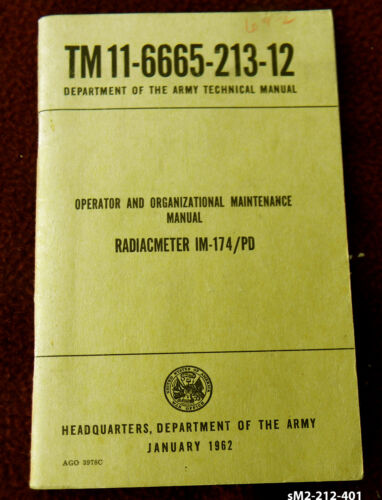 642
TM 11-6665-213-12
DEPARTMENT OF THE ARMY TECHNICAL MANUAL
OPERATOR AND ORGANIZATIONAL MAINTENANCE
MANUAL
RADIACMETER IM-174/PD
HEADQUARTERS, DEPARTMENT OF THE ARMY
JANUARY 1962
AGO 3978C
sM2-212-401